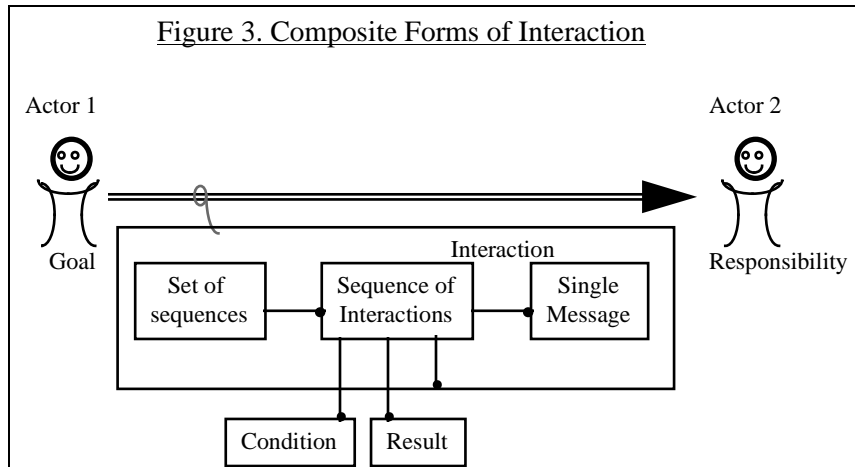 Figure 3. Composite Forms of Interaction
Actor 1
Actor 2
Goal
Interaction
Responsibility
Set of
sequences
Sequence of
Interactions
Single
Message
Condition
Result